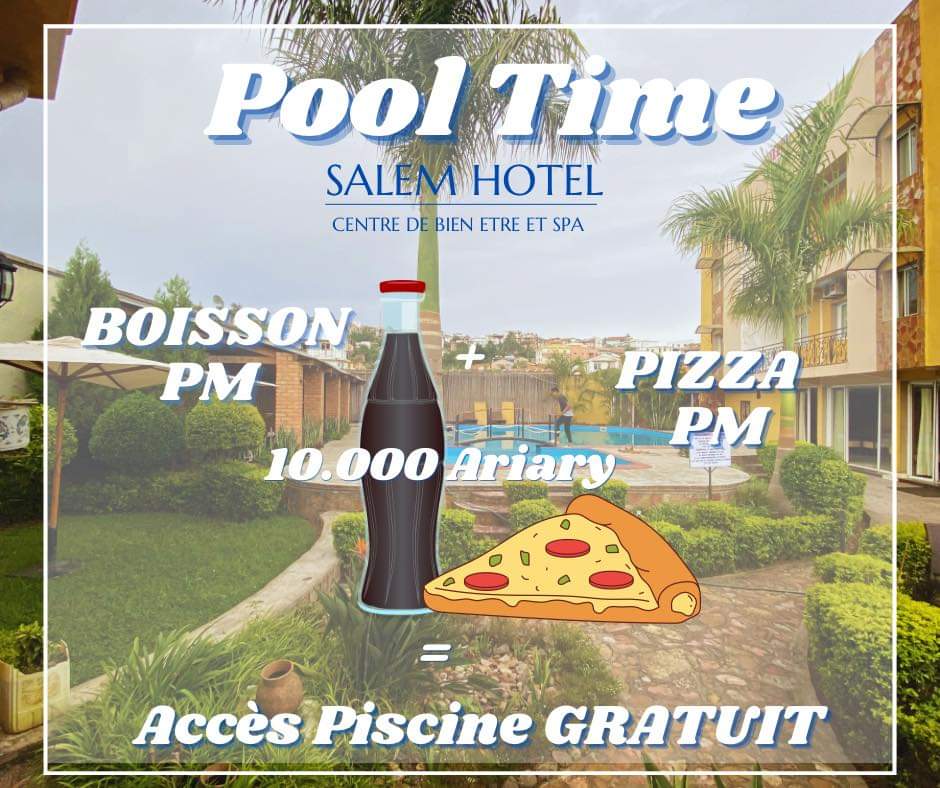 Pool Time
SALEM HOTEL
CENTRE DE BIEN ETRE ET SPA
BOISSON
PM
+
PIZZA
PM
10.000 Ariary
=
Accès Piscine GRATUIT